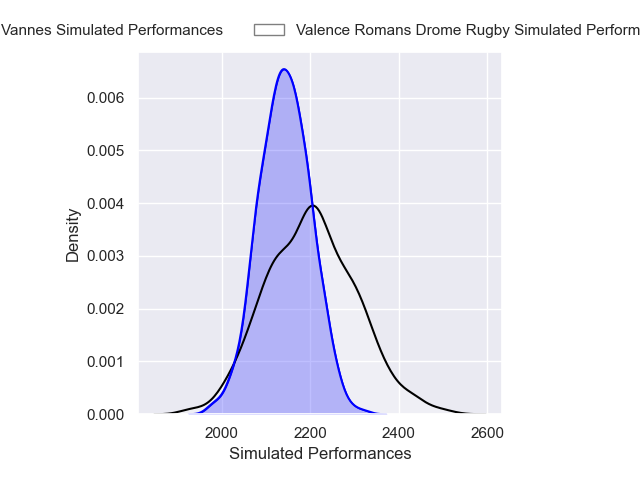 Vannes Simulated Performances Valence Romans Drome Rugby Simulated Perform
0.006
0.005
0.004
0.003
0.002
0.001
0.000
Density
2000 2200 2400 2600
Simulated Performances